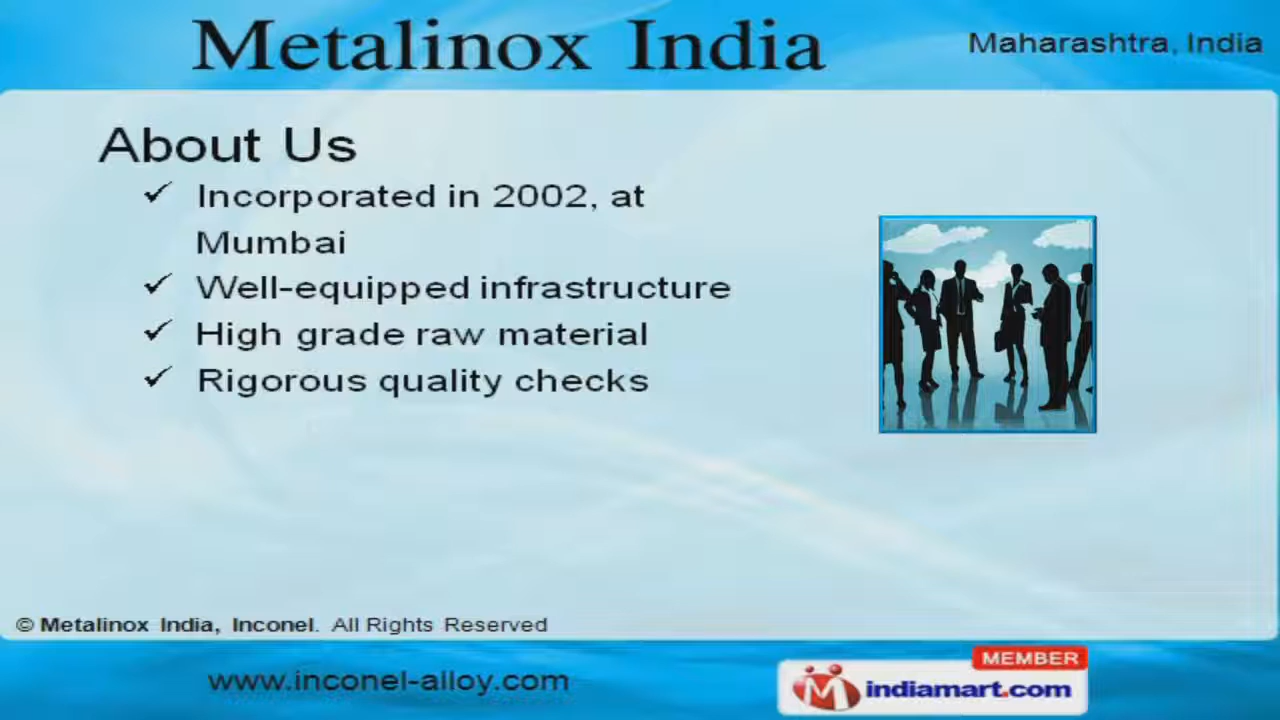 Metalinox India
Maharashtra, India
About Us
✓ Incorporated in 2002, at
Mumbai
✓ Well-equipped infrastructure
✓ High grade raw material
✓ Rigorous quality checks
© Metalinox India, Inconel. All Rights Reserved
www.inconel-alloy.com
MEMBER
indiamart.com